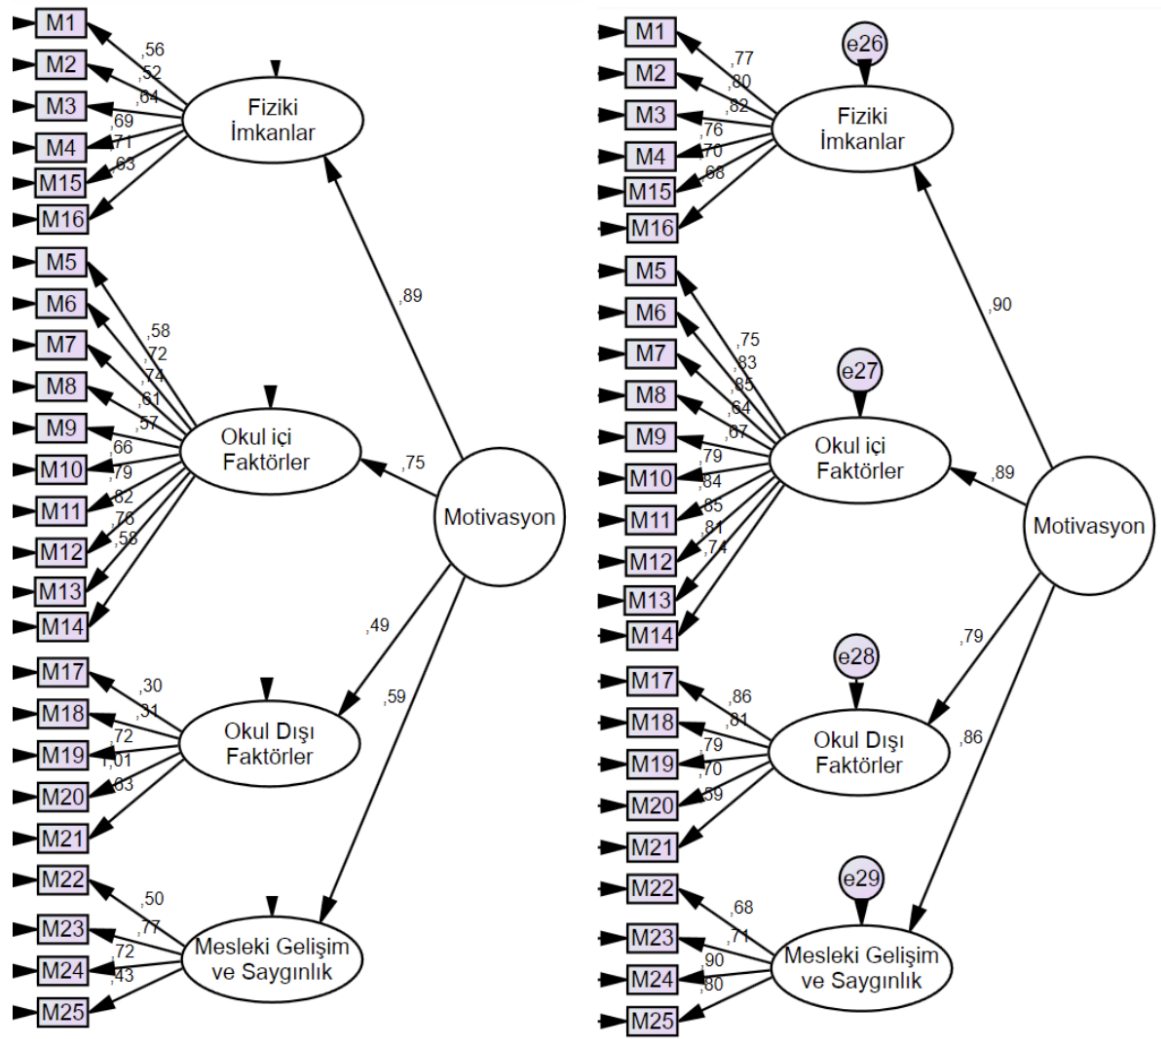 M1
M2
M3
M4
M15
M16
,56
,52
,64
,69
,71
,63
Fiziki
İmkanlar
,89
M5
M6
M7
M8
M9
M10
M11
M12
M13
M14
,58
,72
,74
,61
,57
,66
,79
,82
,76
,58
Okul içi
Faktörler
,75
Motivasyon
M17
M18
M19
M20
M21
,30
,31
,72
1,01
,63
Okul Dışı
Faktörler
,49
M22
M23
M24
M25
,50
,77
,72
,43
Mesleki Gelişim
ve Saygınlık
,59
M1
M2
M3
M4
M15
M16
,77
,80
,82
,76
,70
,68
e26
Fiziki
İmkanlar
,90
M5
M6
M7
M8
M9
M10
M11
M12
M13
M14
,75
,83
,85
,64
,67
,79
,84
,85
,81
,74
e27
Okul içi
Faktörler
,89
Motivasyon
M17
M18
M19
M20
M21
,86
,81
,79
,70
,59
e28
Okul Dışı
Faktörler
,79
M22
M23
M24
M25
,68
,71
,90
,80
e29
Mesleki Gelişim
ve Saygınlık
,86